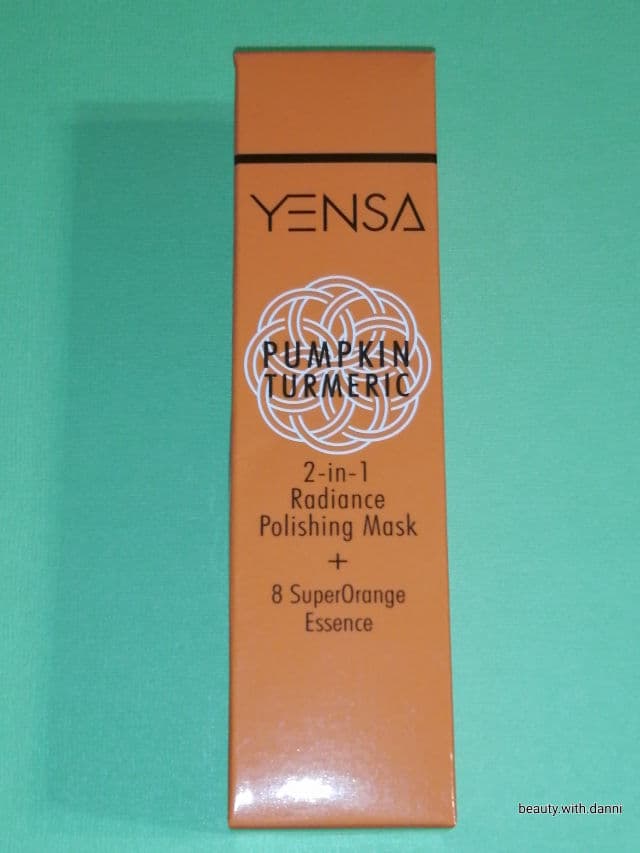 YENSA
PUMPKIN
TURMERIC
2-in-1
Radiance
Polishing Mask
+
8 SuperOrange
Essence
beauty.with.danni